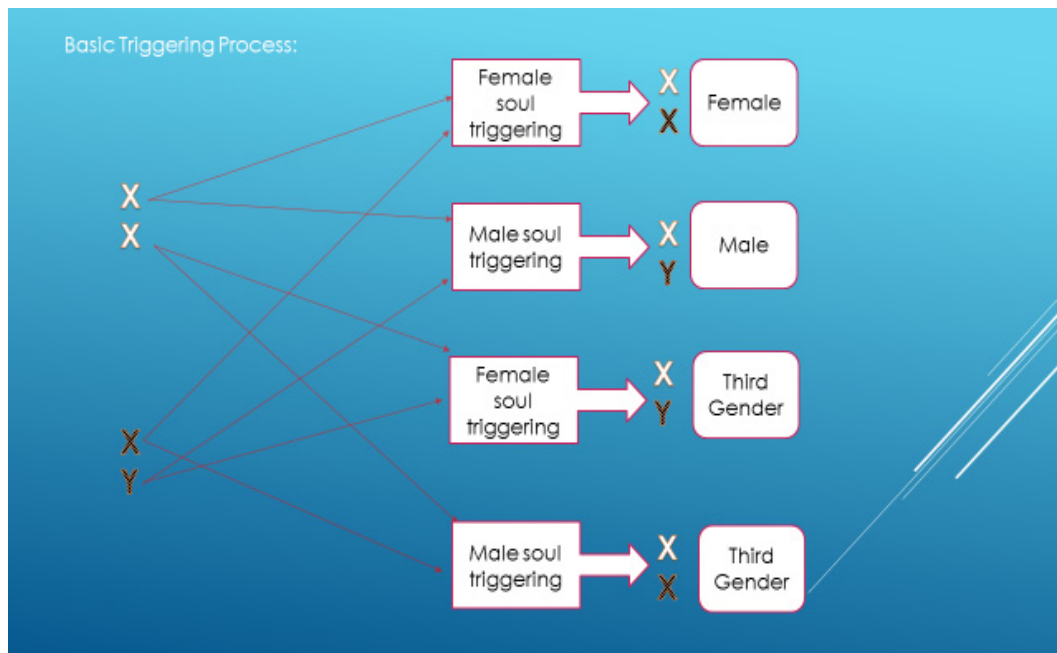 Basic Triggering Process:
Female
soul
triggering
X
X
Female
X
X
Male soul
triggering
X
Y
Male
Female
soul
triggering
X
Y
Third
Gender
X
Y
Male soul
triggering
X
X
Third
Gender